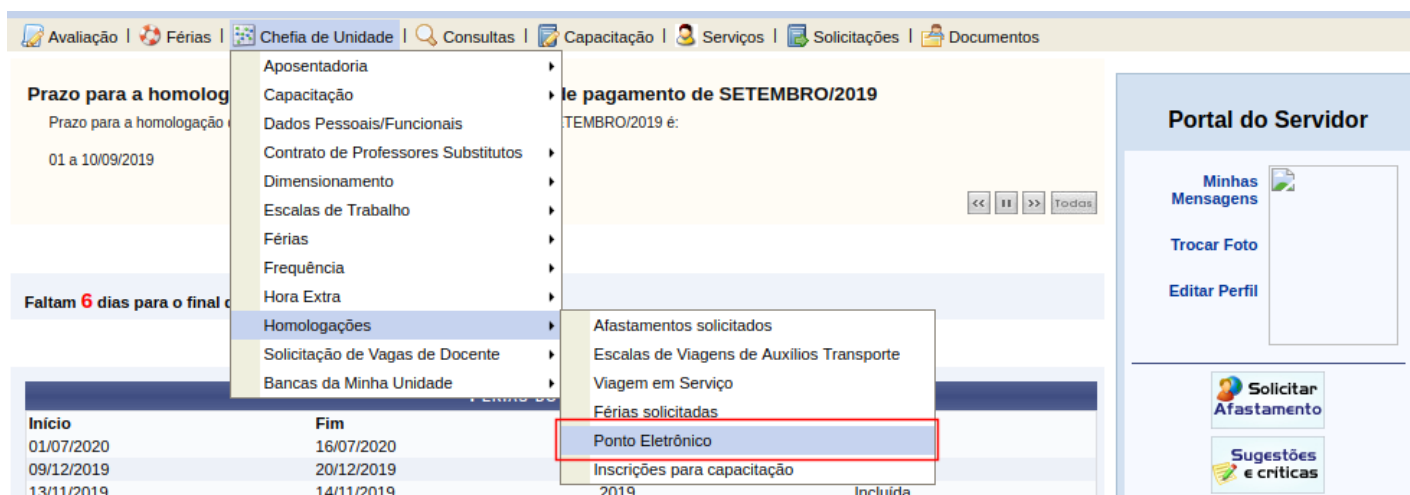 Avaliação | Férias | Chefia de Unidade | Consultas | Capacitação | Serviços | Solicitações | Documentos
Aposentadoria
Capacitação
Dados Pessoais/Funcionais
Contrato de Professores Substitutos
Dimensionamento
Escalas de Trabalho
Férias
Frequência
Hora Extra
Homologações
Solicitação de Vagas de Docente
Bancas da Minha Unidade
Afastamentos solicitados
Escalas de Viagens de Auxílios Transporte
Viagem em Serviço
Férias solicitadas
Ponto Eletrônico
Inscrições para capacitação
Prazo para a homolog de pagamento de SETEMBRO/2019
Prazo para a homologação TEMBRO/2019 é:
01 a 10/09/2019
<< II >> Todas
Faltam 6 dias para o final
Início Fim
01/07/2020 16/07/2020
09/12/2019 20/12/2019
13/11/2019 14/11/2019 2019 Incluída
Portal do Servidor
Minhas
Mensagens
Trocar Foto
Editar Perfil
Solicitar
Afastamento
Sugestões
e críticas